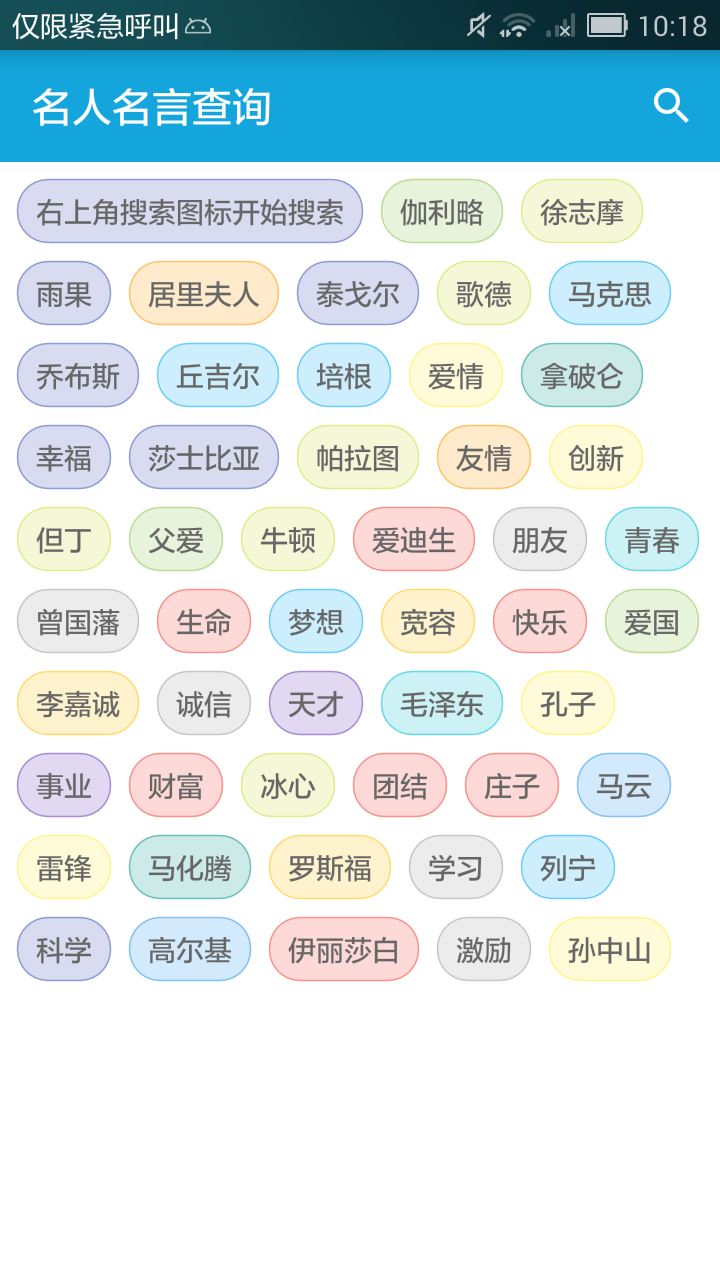 仅限紧急呼叫 10:18
名人名言查询
右上角搜索图标开始搜索 伽利略 徐志摩
雨果 居里夫人 泰戈尔 歌德 马克思
乔布斯 丘吉尔 培根 爱情 拿破仑
幸福 莎士比亚 帕拉图 友情 创新
但丁 父爱 牛顿 爱迪生 朋友 青春
曾国藩 生命 梦想 宽容 快乐 爱国
李嘉诚 诚信 天才 毛泽东 孔子
事业 财富 冰心 团结 庄子 马云
雷锋 马化腾 罗斯福 学习 列宁
科学 高尔基 伊丽莎白 激励 孙中山